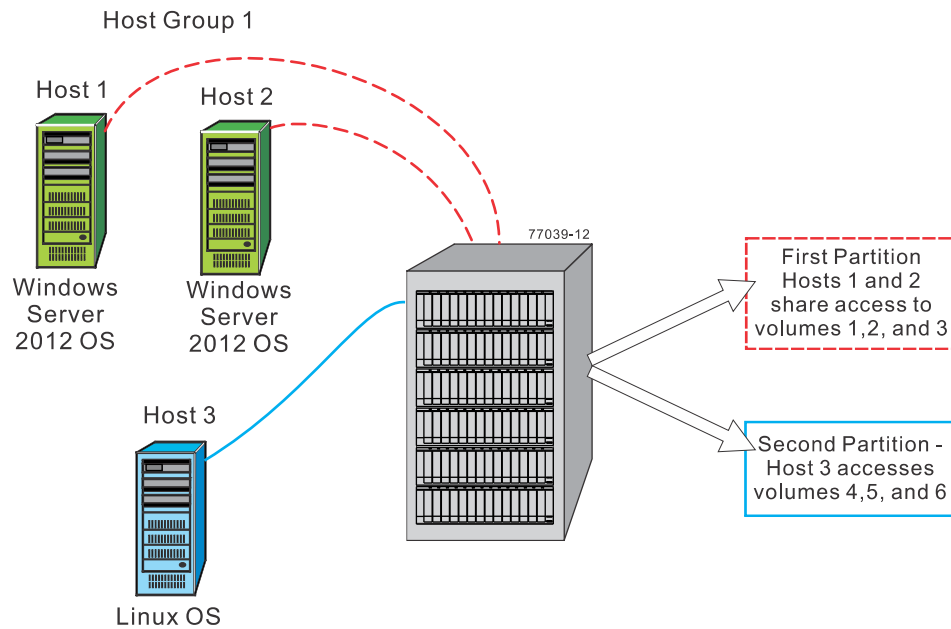 Host Group 1
Host 1
Host 2
Windows
Server
2012 OS
Windows
Server
2012 OS
77039-12
First Partition
Hosts 1 and 2
share access to
volumes 1,2, and 3
Host 3
Linux OS
Second Partition -
Host 3 accesses
volumes 4,5, and 6